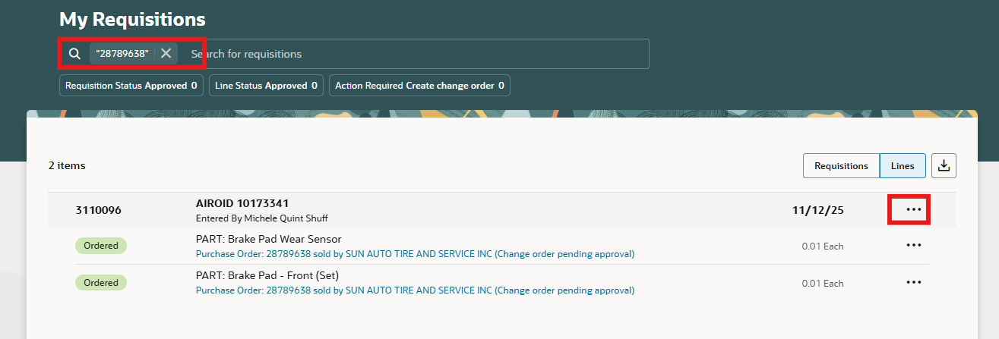 My Requisitions
"28789638" Search for requisitions
Requisition Status Approved 0 Line Status Approved 0 Action Required Create change order 0
2 items Requisitions Lines
3110096 AIROID 10173341 11/12/25
Entered By Michele Quint Shuff
Ordered PART: Brake Pad Wear Sensor 0.01 Each
Purchase Order: 28789638 sold by SUN AUTO TIRE AND SERVICE INC (Change order pending approval)
Ordered PART: Brake Pad - Front (Set) 0.01 Each
Purchase Order: 28789638 sold by SUN AUTO TIRE AND SERVICE INC (Change order pending approval)